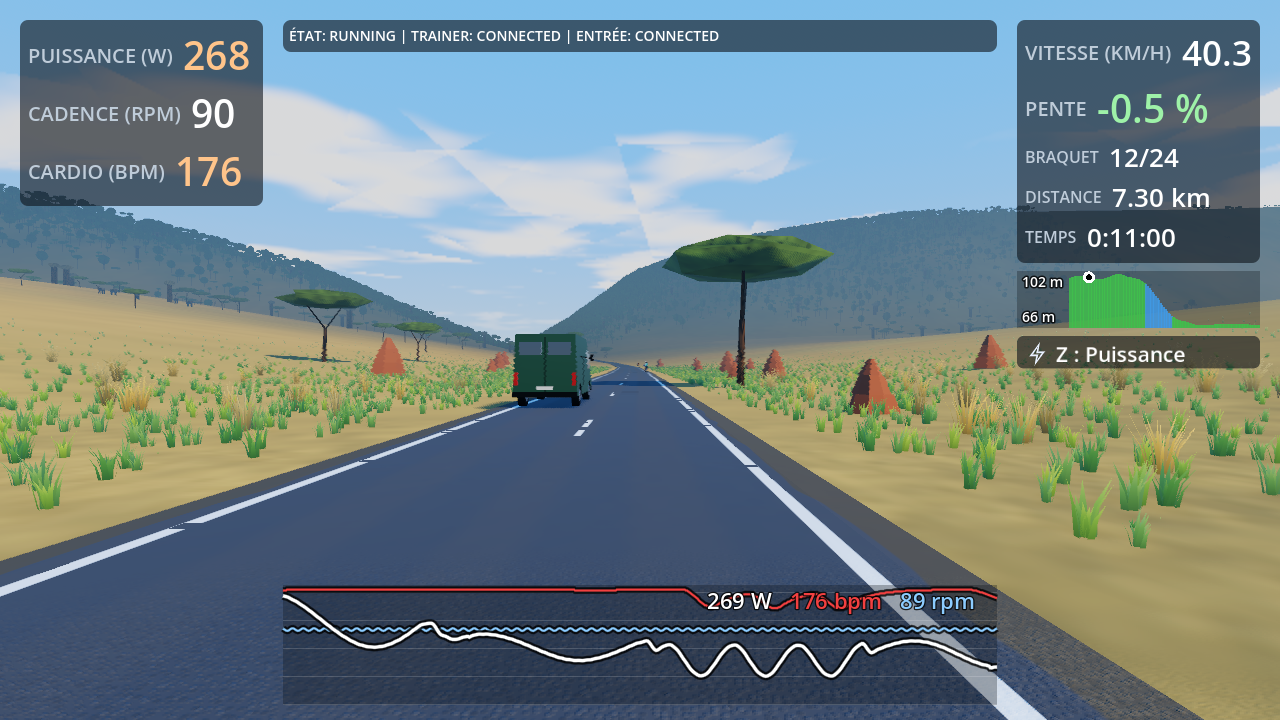 PUISSANCE (W) 268
CADENCE (RPM) 90
CARDIO (BPM) 176
ÉTAT: RUNNING | TRAINER: CONNECTED | ENTRÉE: CONNECTED
VITESSE (KM/H) 40.3
PENTE -0.5 %
BRAQUET 12/24
DISTANCE 7.30 km
TEMPS 0:11:00
102 m
66 m
Z : Puissance
269 W 176 bpm 89 rpm